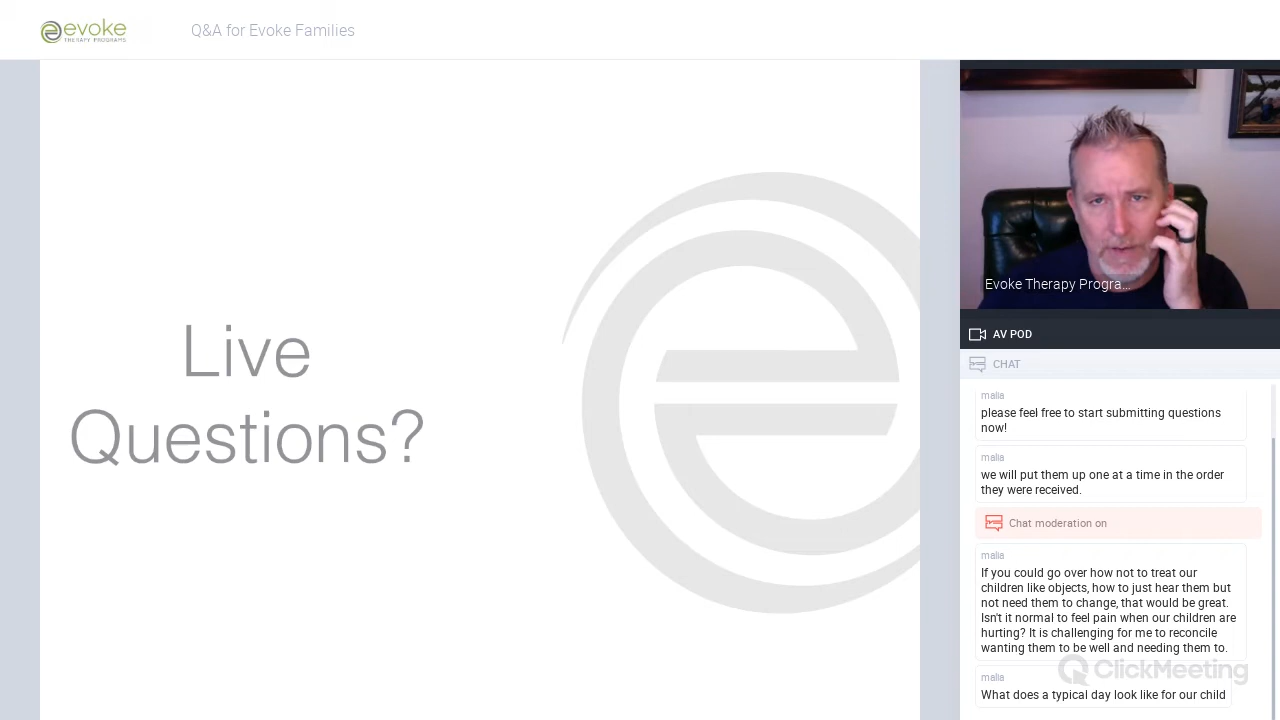 evoke
THERAPY PROGRAMS
Q&A for Evoke Families
Live
Questions?
Evoke Therapy Progra...
AV POD
CHAT
malia
please feel free to start submitting questions
now!
malia
we will put them up one at a time in the order
they were received.
Chat moderation on
malia
If you could go over how not to treat our
children like objects, how to just hear them but
not need them to change, that would be great.
Isn't it normal to feel pain when our children are
hurting? It is challenging for me to reconcile
wanting them to be well and needing them to.
ClickMeeting
malia
What does a typical day look like for our child